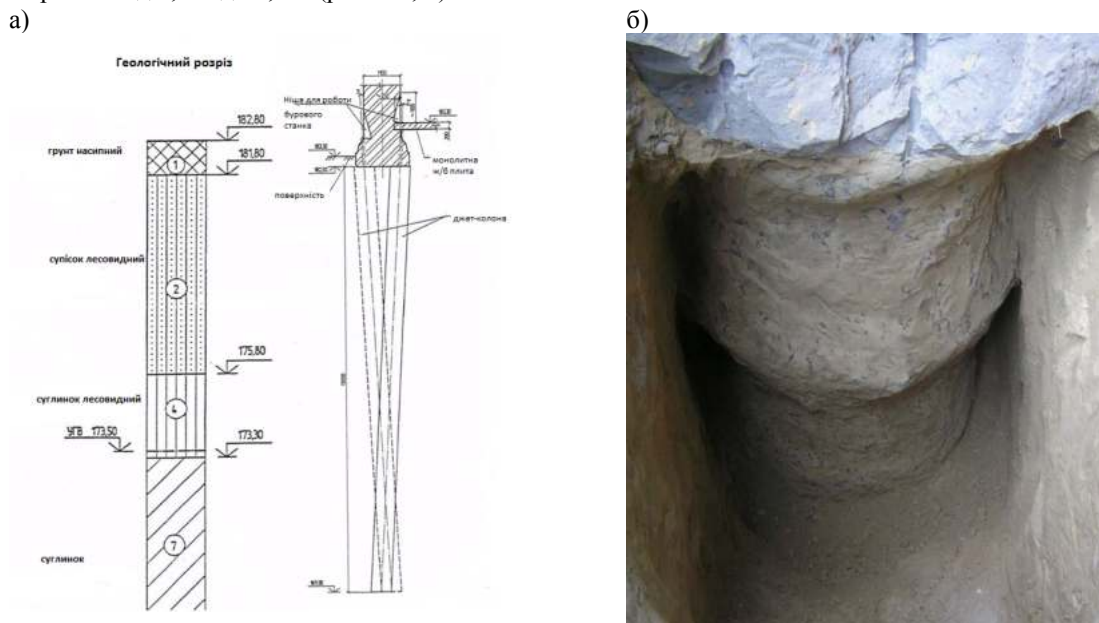 а)
б)
Геологічний розріз
182,80
грунт насипний
1
181,80
супісок лесовидний
2
175,80
суглинок лесовидний
4
УГВ 173,50
173,30
суглинок
7
Ніша для роботи
бурового
станка
монолитна
ж/б плита
поверхність
джет-колона